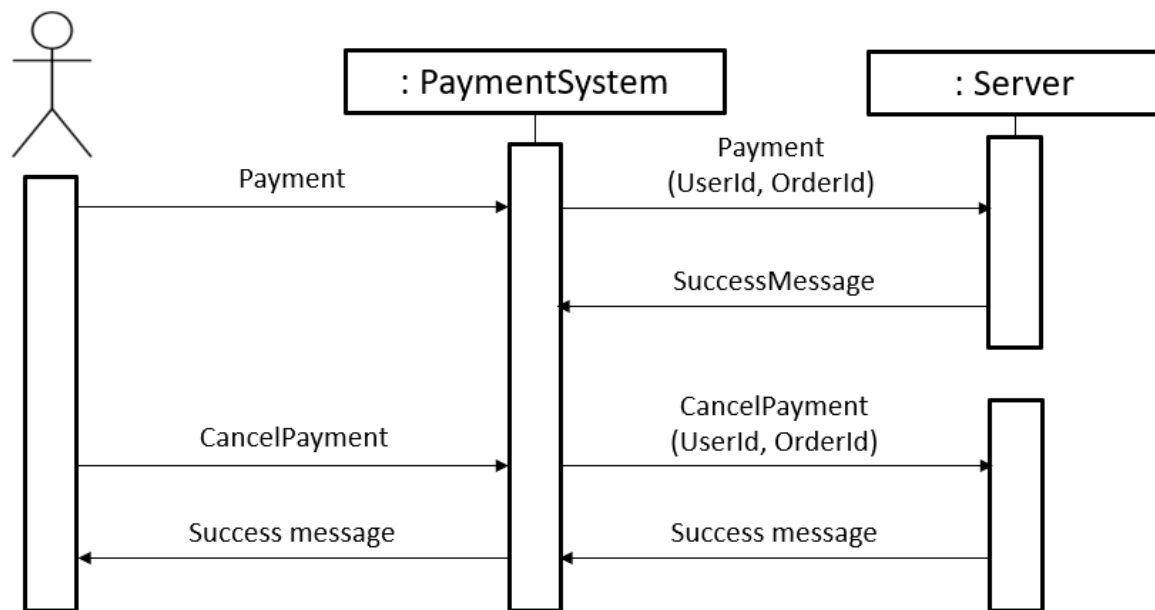 : PaymentSystem
: Server
Payment
Payment
(UserId, OrderId)
SuccessMessage
CancelPayment
CancelPayment
(UserId, OrderId)
Success message
Success message